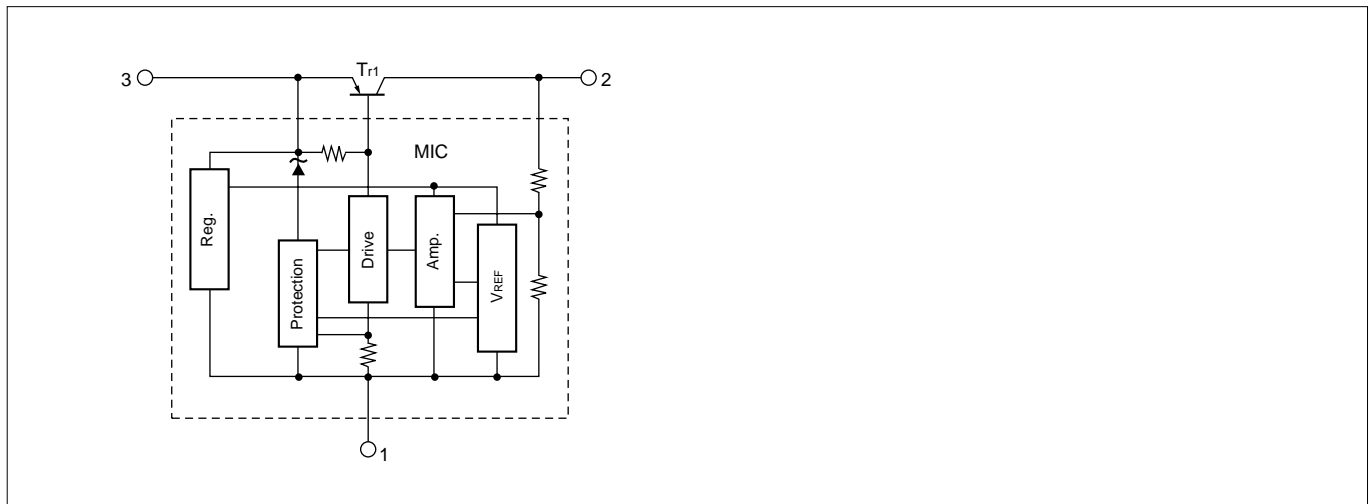 3
Tr1
2
MIC
Reg.
Protection
Drive
Amp.
VREF
1